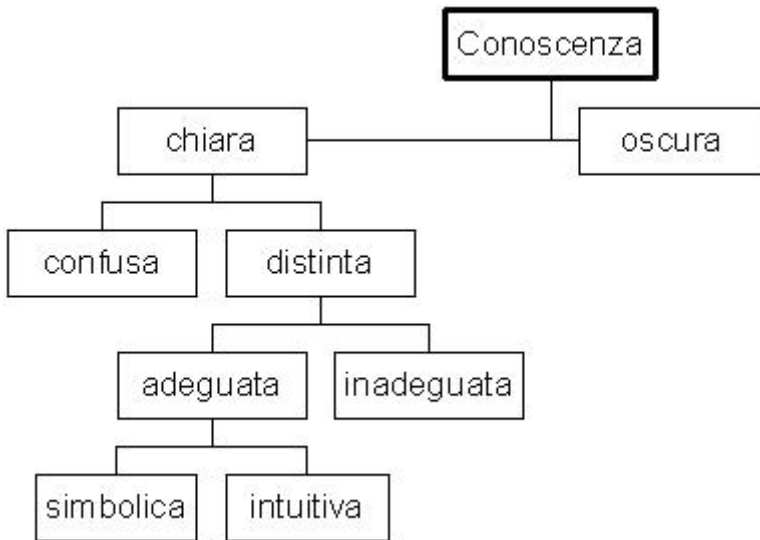 Conoscenza
chiara
oscura
confusa
distinta
adeguata
inadeguata
simbolica
intuitiva